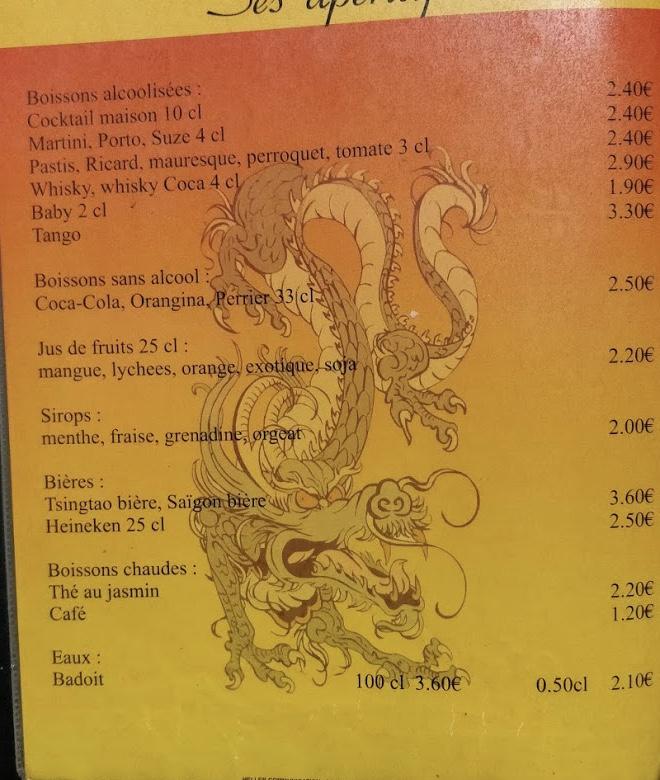 Boissons alcoolisées :
Cocktail maison 10 cl 2.40€
Martini, Porto, Suze 4 cl 2.40€
Pastis, Ricard, mauresque, perroquet, tomate 3 cl 2.40€
Whisky, whisky Coca 4 cl 2.90€
Baby 2 cl 1.90€
Tango 3.30€
Boissons sans alcool :
Coca-Cola, Orangina, Perrier 33 cl 2.50€
Jus de fruits 25 cl :
mangue, lychees, orange, exotique, soja 2.20€
Sirops :
menthe, fraise, grenadine, orgeat 2.00€
Bières :
Tsingtao bière, Saïgon bière 3.60€
Heineken 25 cl 2.50€
Boissons chaudes :
Thé au jasmin 2.20€
Café 1.20€
Eaux :
Badoit 100 cl 3.60€ 0.50cl 2.10€